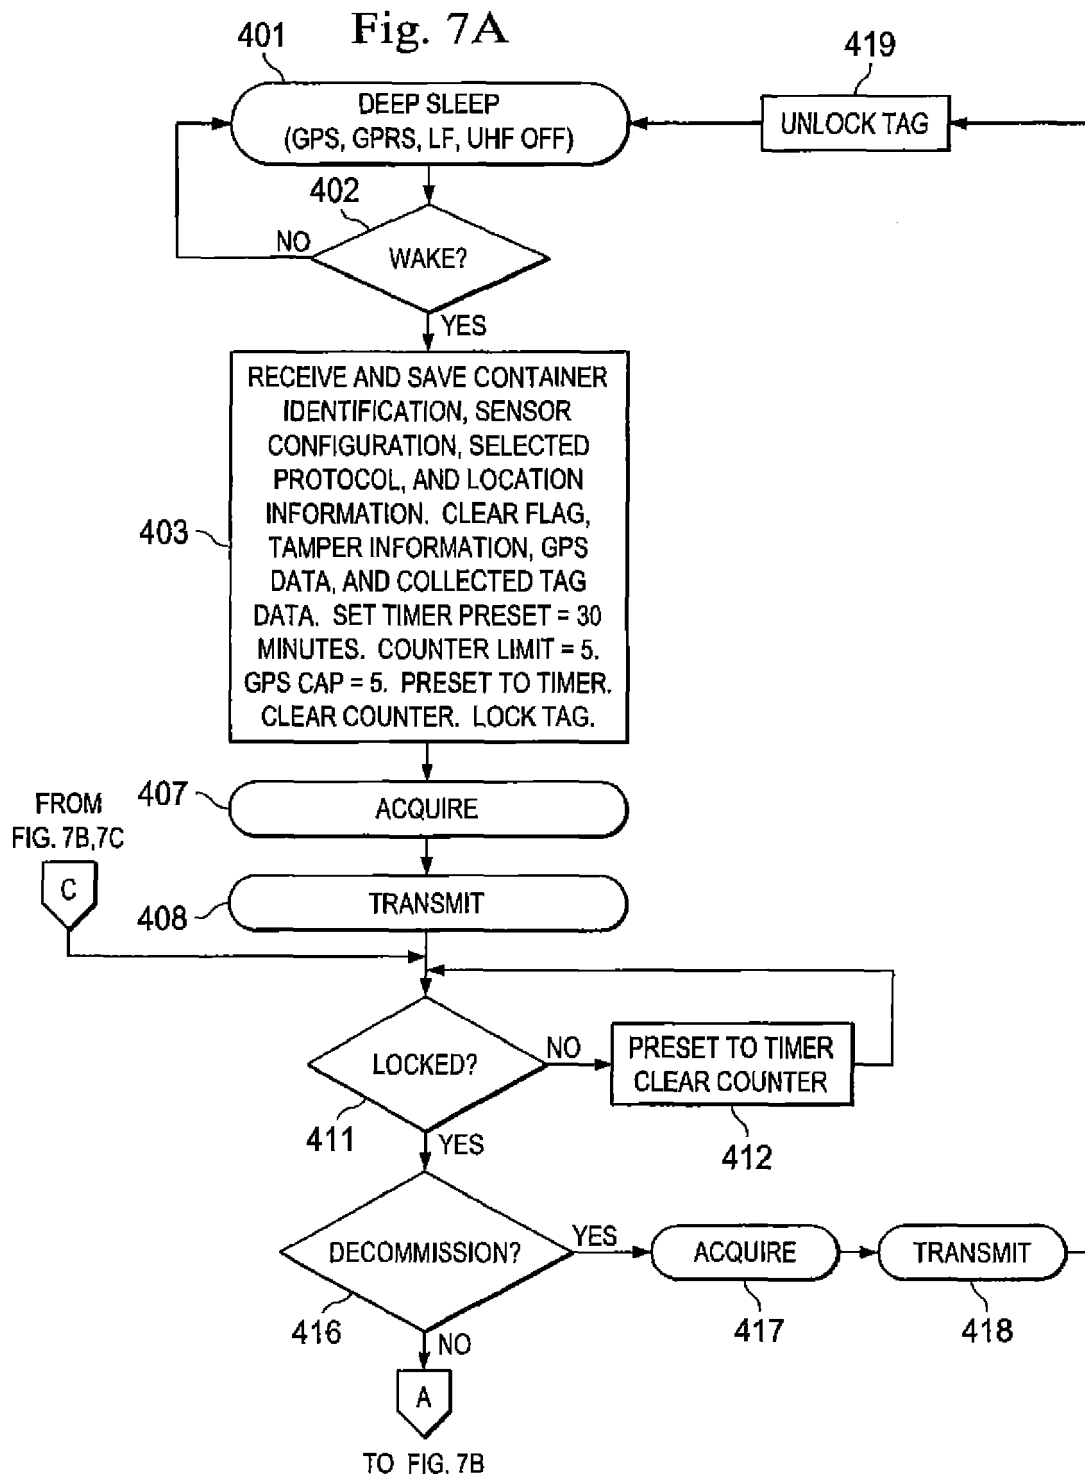 Fig. 7A
401
419
DEEP SLEEP
(GPS, GPRS, LF, UHF OFF)
UNLOCK TAG
402
NO
WAKE?
YES
RECEIVE AND SAVE CONTAINER
IDENTIFICATION, SENSOR
CONFIGURATION, SELECTED
PROTOCOL, AND LOCATION
INFORMATION. CLEAR FLAG,
TAMPER INFORMATION, GPS
DATA, AND COLLECTED TAG
DATA. SET TIMER PRESET = 30
MINUTES. COUNTER LIMIT = 5.
GPS CAP = 5. PRESET TO TIMER.
CLEAR COUNTER. LOCK TAG.
403
407
ACQUIRE
FROM
FIG. 7B,7C
C
408
TRANSMIT
LOCKED?
NO
PRESET TO TIMER
CLEAR COUNTER
411
YES
412
DECOMMISSION?
YES
ACQUIRE
TRANSMIT
416
417
418
NO
A
TO FIG. 7B